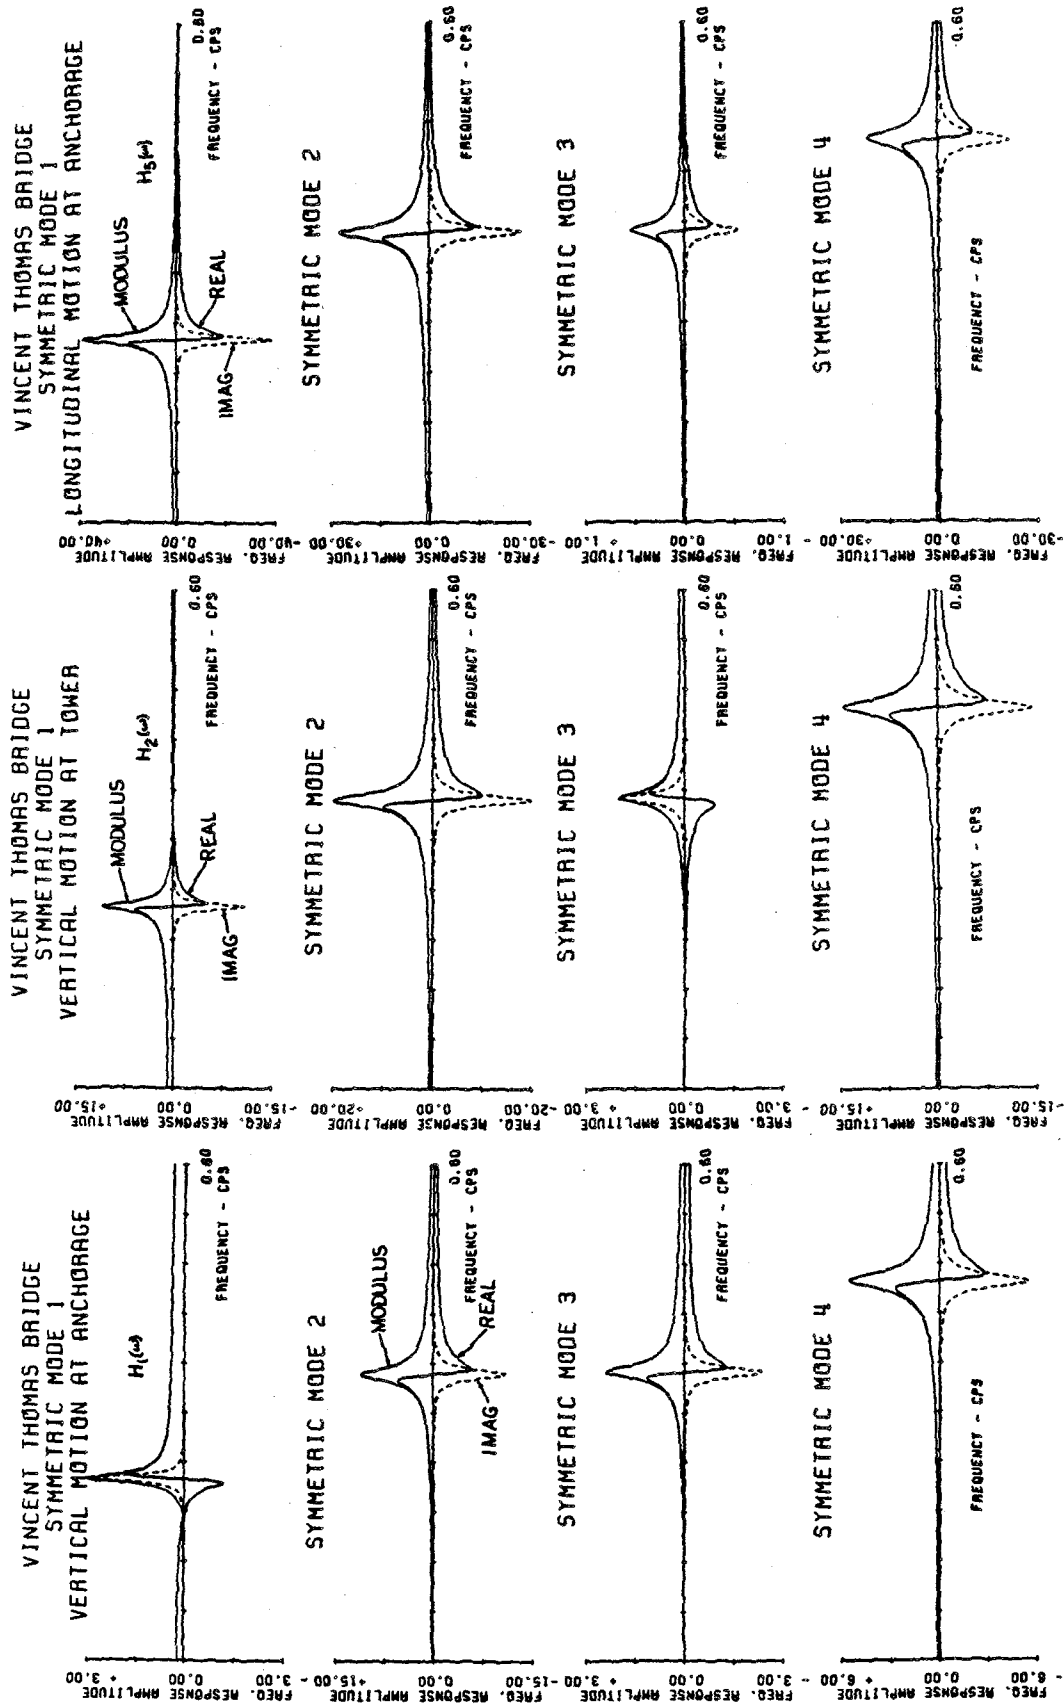 VINCENT THOMAS BRIDGE
SYMMETRIC MODE 1
VERTICAL MOTION AT ANCHORAGE
H₁(ω)
FREQ. RESPONSE AMPLITUDE
-3.00 0.00 +3.00
0.60
FREQUENCY - CPS
SYMMETRIC MODE 2
MODULUS
REAL
IMAG
FREQ. RESPONSE AMPLITUDE
-15.00 0.00 +15.00
0.60
FREQUENCY - CPS
SYMMETRIC MODE 3
FREQ. RESPONSE AMPLITUDE
-3.00 0.00 +3.00
0.60
FREQUENCY - CPS
SYMMETRIC MODE 4
FREQ. RESPONSE AMPLITUDE
-6.00 0.00 +6.00
0.60
FREQUENCY - CPS
VINCENT THOMAS BRIDGE
SYMMETRIC MODE 1
VERTICAL MOTION AT TOWER
MODULUS
H₂(ω)
REAL
IMAG
FREQ. RESPONSE AMPLITUDE
-15.00 0.00 +15.00
0.60
FREQUENCY - CPS
SYMMETRIC MODE 2
FREQ. RESPONSE AMPLITUDE
-20.00 0.00 +20.00
0.60
FREQUENCY - CPS
SYMMETRIC MODE 3
FREQ. RESPONSE AMPLITUDE
-3.00 0.00 +3.00
0.60
FREQUENCY - CPS
SYMMETRIC MODE 4
FREQ. RESPONSE AMPLITUDE
-15.00 0.00 +15.00
0.60
FREQUENCY - CPS
VINCENT THOMAS BRIDGE
SYMMETRIC MODE 1
LONGITUDINAL MOTION AT ANCHORAGE
MODULUS
H₅(ω)
REAL
IMAG
FREQ. RESPONSE AMPLITUDE
-40.00 0.00 +40.00
0.60
FREQUENCY - CPS
SYMMETRIC MODE 2
FREQ. RESPONSE AMPLITUDE
-30.00 0.00 +30.00
0.60
FREQUENCY - CPS
SYMMETRIC MODE 3
FREQ. RESPONSE AMPLITUDE
-1.00 0.00 +1.00
0.60
FREQUENCY - CPS
SYMMETRIC MODE 4
FREQ. RESPONSE AMPLITUDE
-30.00 0.00 +30.00
0.60
FREQUENCY - CPS